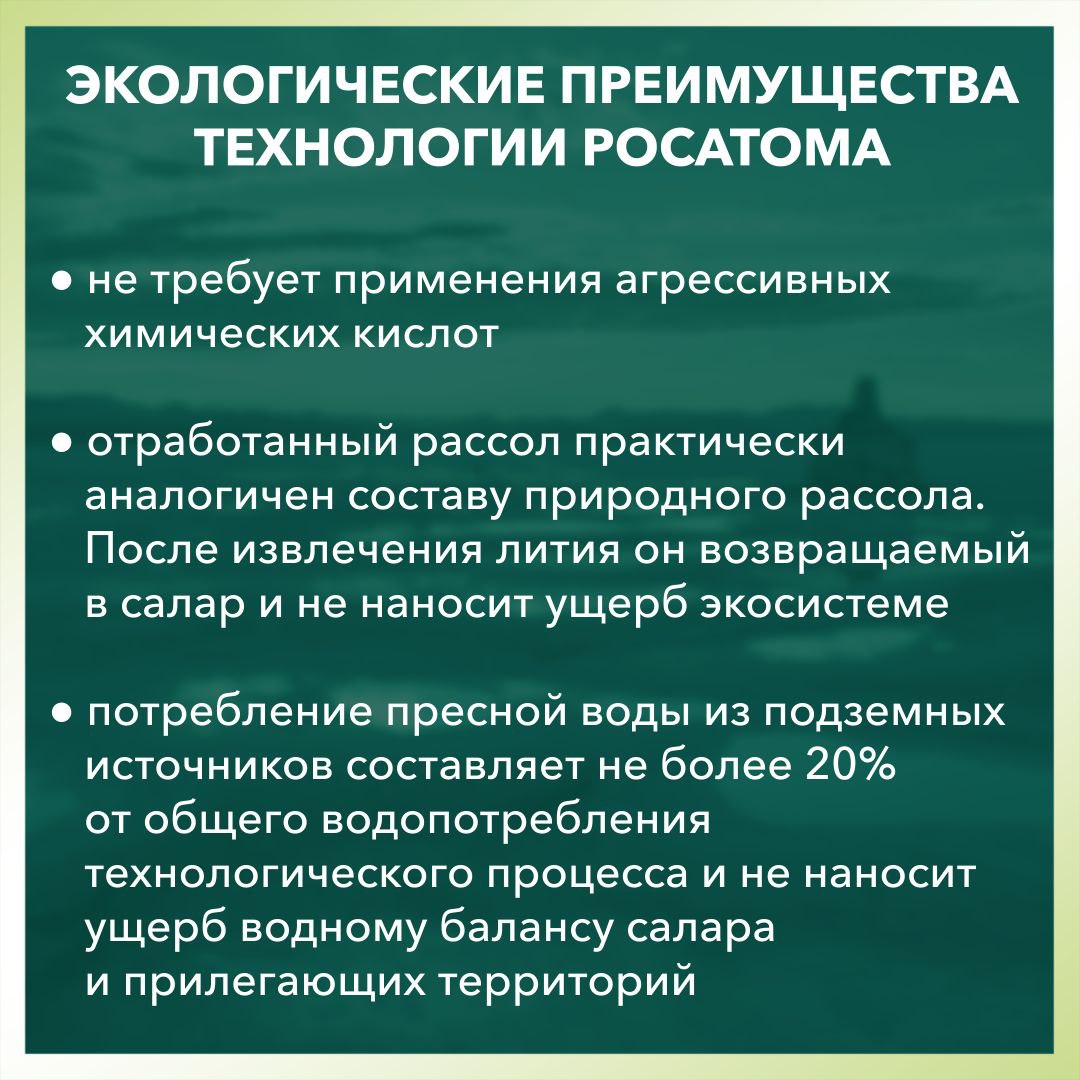 ЭКОЛОГИЧЕСКИЕ ПРЕИМУЩЕСТВА
ТЕХНОЛОГИИ РОСАТОМА
• не требует применения агрессивных
химических кислот
• отработанный рассол практически
аналогичен составу природного рассола.
После извлечения лития он возвращаемый
в салар и не наносит ущерб экосистеме
• потребление пресной воды из подземных
источников составляет не более 20%
от общего водопотребления
технологического процесса и не наносит
ущерб водному балансу салара
и прилегающих территорий